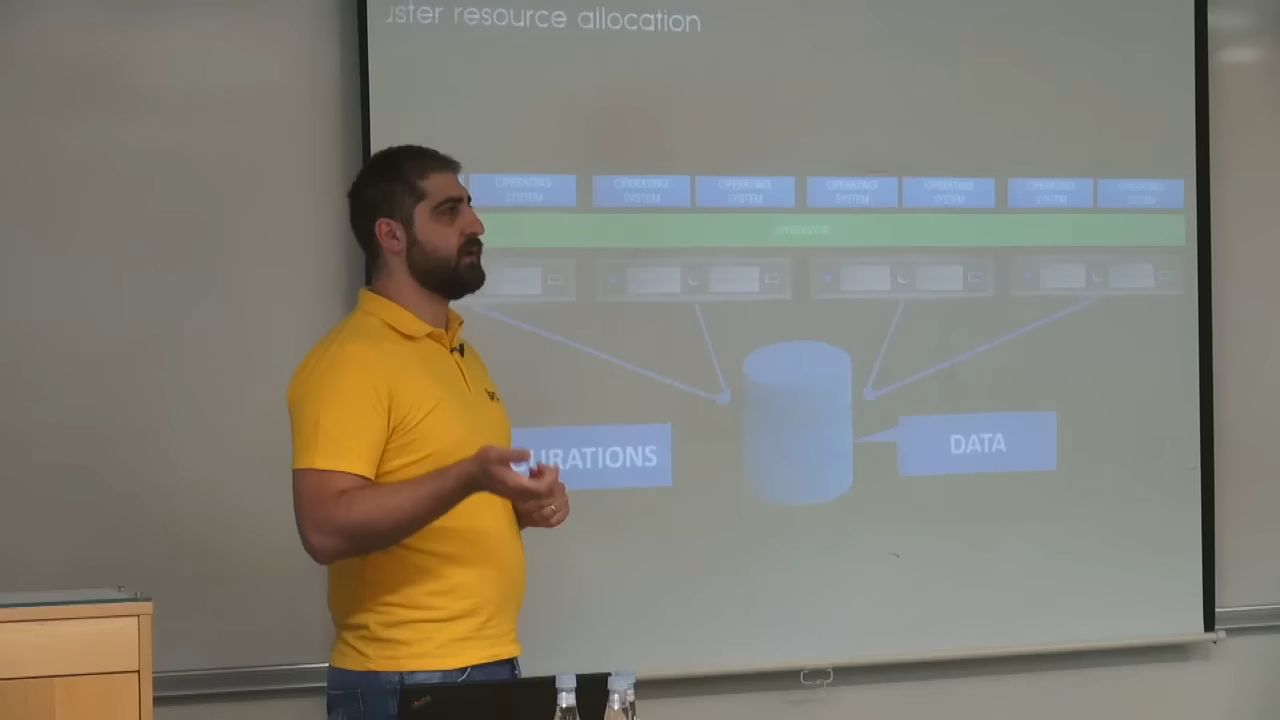 uster resource allocation
OPERATING
SYSTEM
OPERATING
SYSTEM
OPERATING
SYSTEM
OPERATING
SYSTEM
OPERATING
SYSTEM
OPERATING
SYSTEM
OPERATING
SYSTEM
HYPERVISOR
URATIONS
DATA